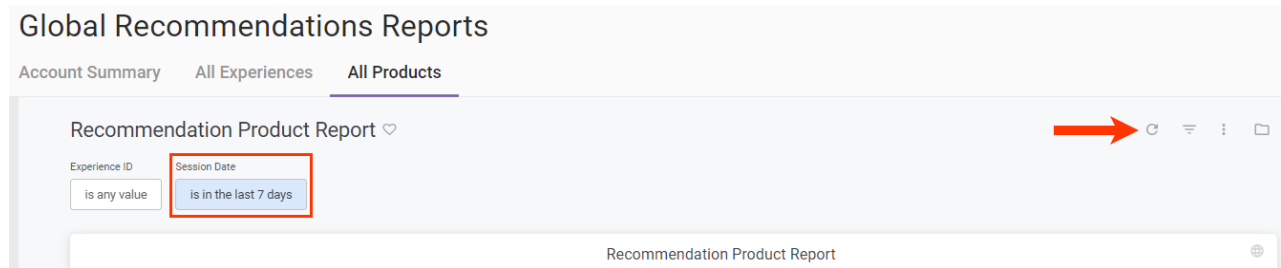 Global Recommendations Reports
Account Summary All Experiences All Products
Recommendation Product Report
Experience ID Session Date
is any value is in the last 7 days
Recommendation Product Report